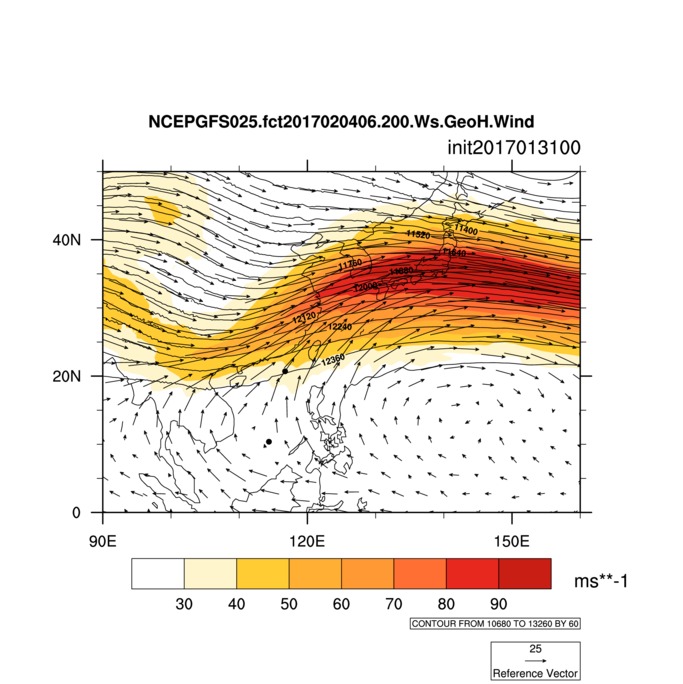 NCEPGFS025.fct2017020406.200.Ws.GeoH.Wind
init2017013100
40N
20N
0
90E 120E 150E
11520 11400
11640
11760
11880
12000
12120
12240
12360
30 40 50 60 70 80 90
ms**-1
CONTOUR FROM 10680 TO 13260 BY 60
25
Reference Vector